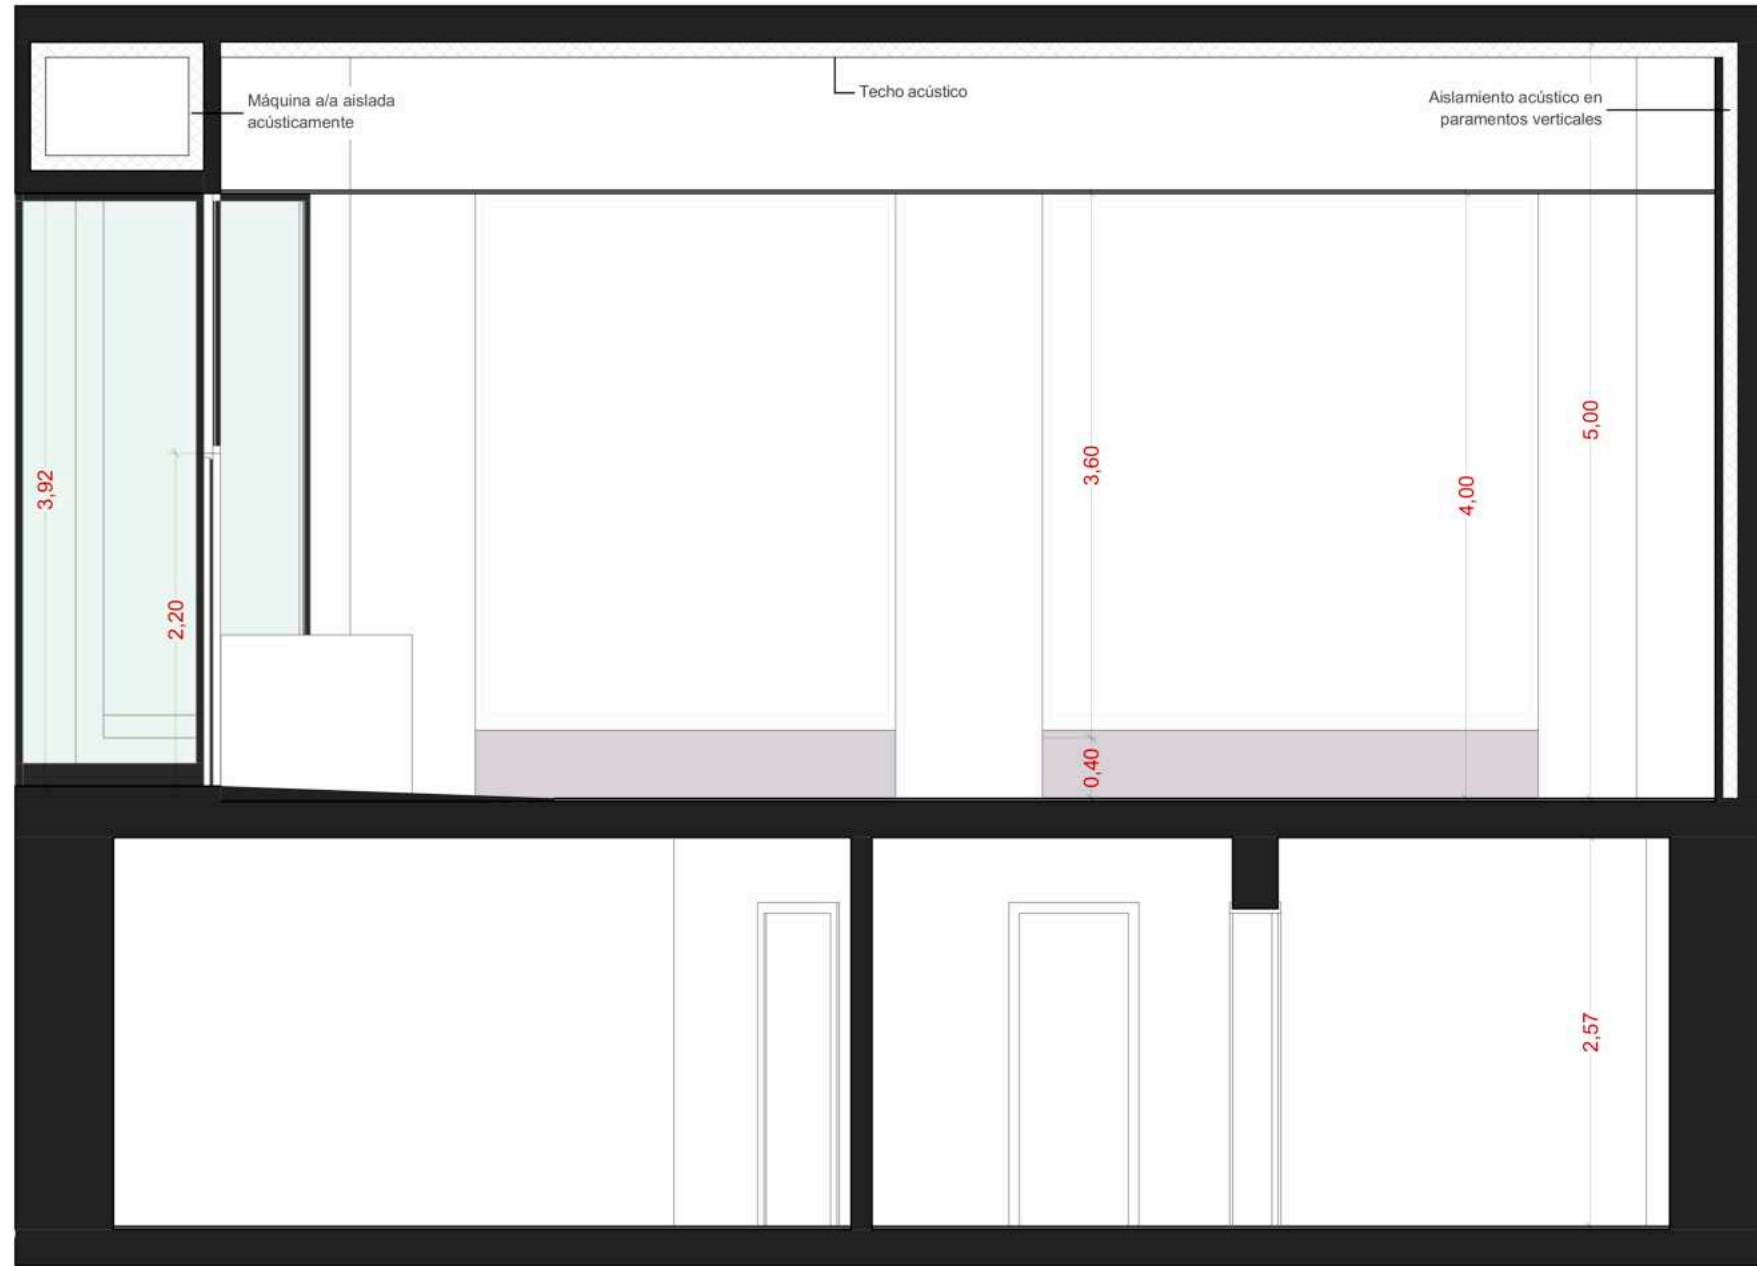 Máquina a/a aislada
acústicamente
Techo acústico
Aislamiento acústico en
paramentos verticales
3,92
2,20
3,60
0,40
4,00
5,00
2,57